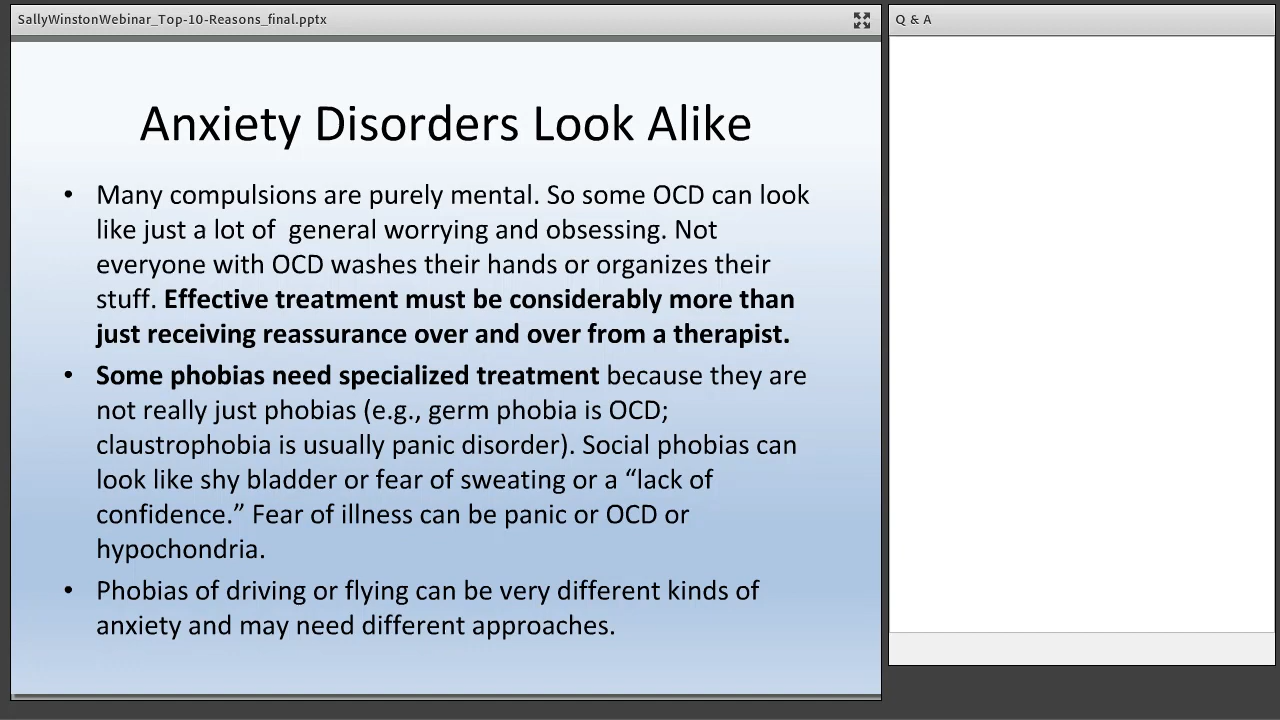 SallyWinstonWebinar_Top-10-Reasons_final.pptx
Q & A
Anxiety Disorders Look Alike
• Many compulsions are purely mental. So some OCD can look
like just a lot of  general worrying and obsessing. Not
everyone with OCD washes their hands or organizes their
stuff. Effective treatment must be considerably more than
just receiving reassurance over and over from a therapist.
• Some phobias need specialized treatment because they are
not really just phobias (e.g., germ phobia is OCD;
claustrophobia is usually panic disorder). Social phobias can
look like shy bladder or fear of sweating or a “lack of
confidence.” Fear of illness can be panic or OCD or
hypochondria.
• Phobias of driving or flying can be very different kinds of
anxiety and may need different approaches.